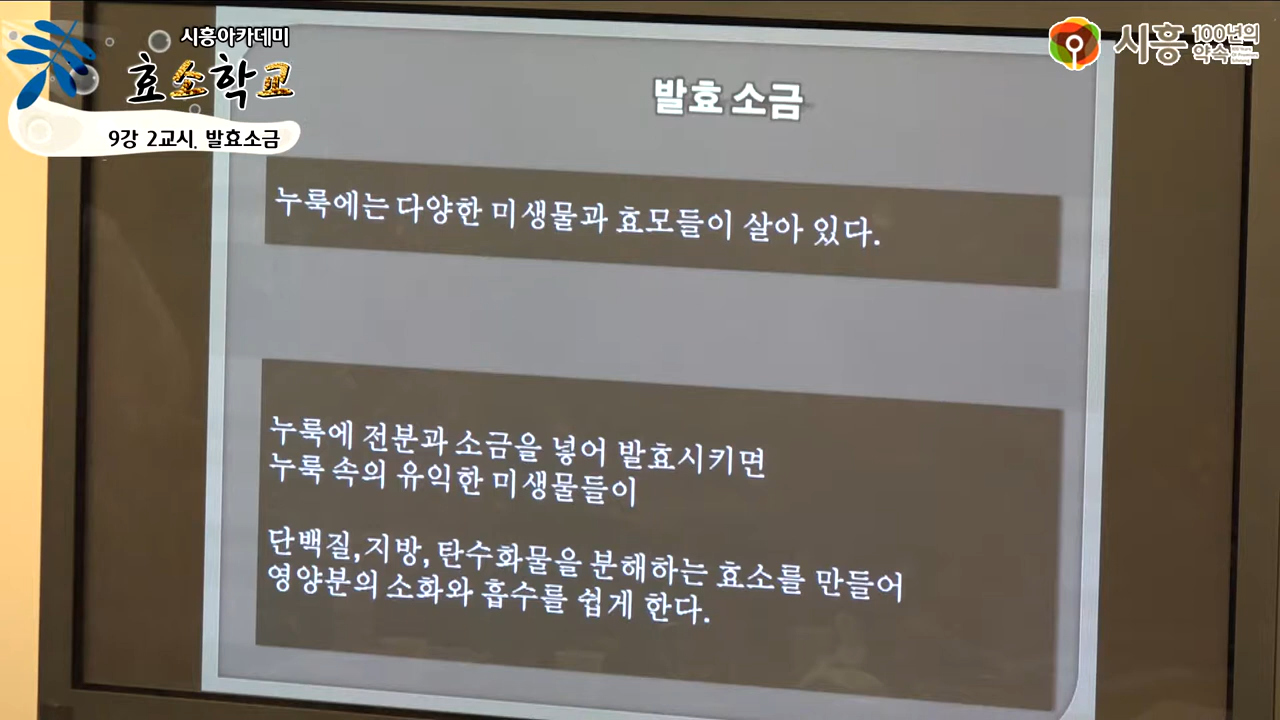 시흥아카데미
효소학교
9강 2교시. 발효소금
시흥 100년의
약속
발효 소금
누룩에는 다양한 미생물과 효모들이 살아 있다.
누룩에 전분과 소금을 넣어 발효시키면
누룩 속의 유익한 미생물들이
단백질,지방,탄수화물을 분해하는 효소를 만들어
영양분의 소화와 흡수를 쉽게 한다.